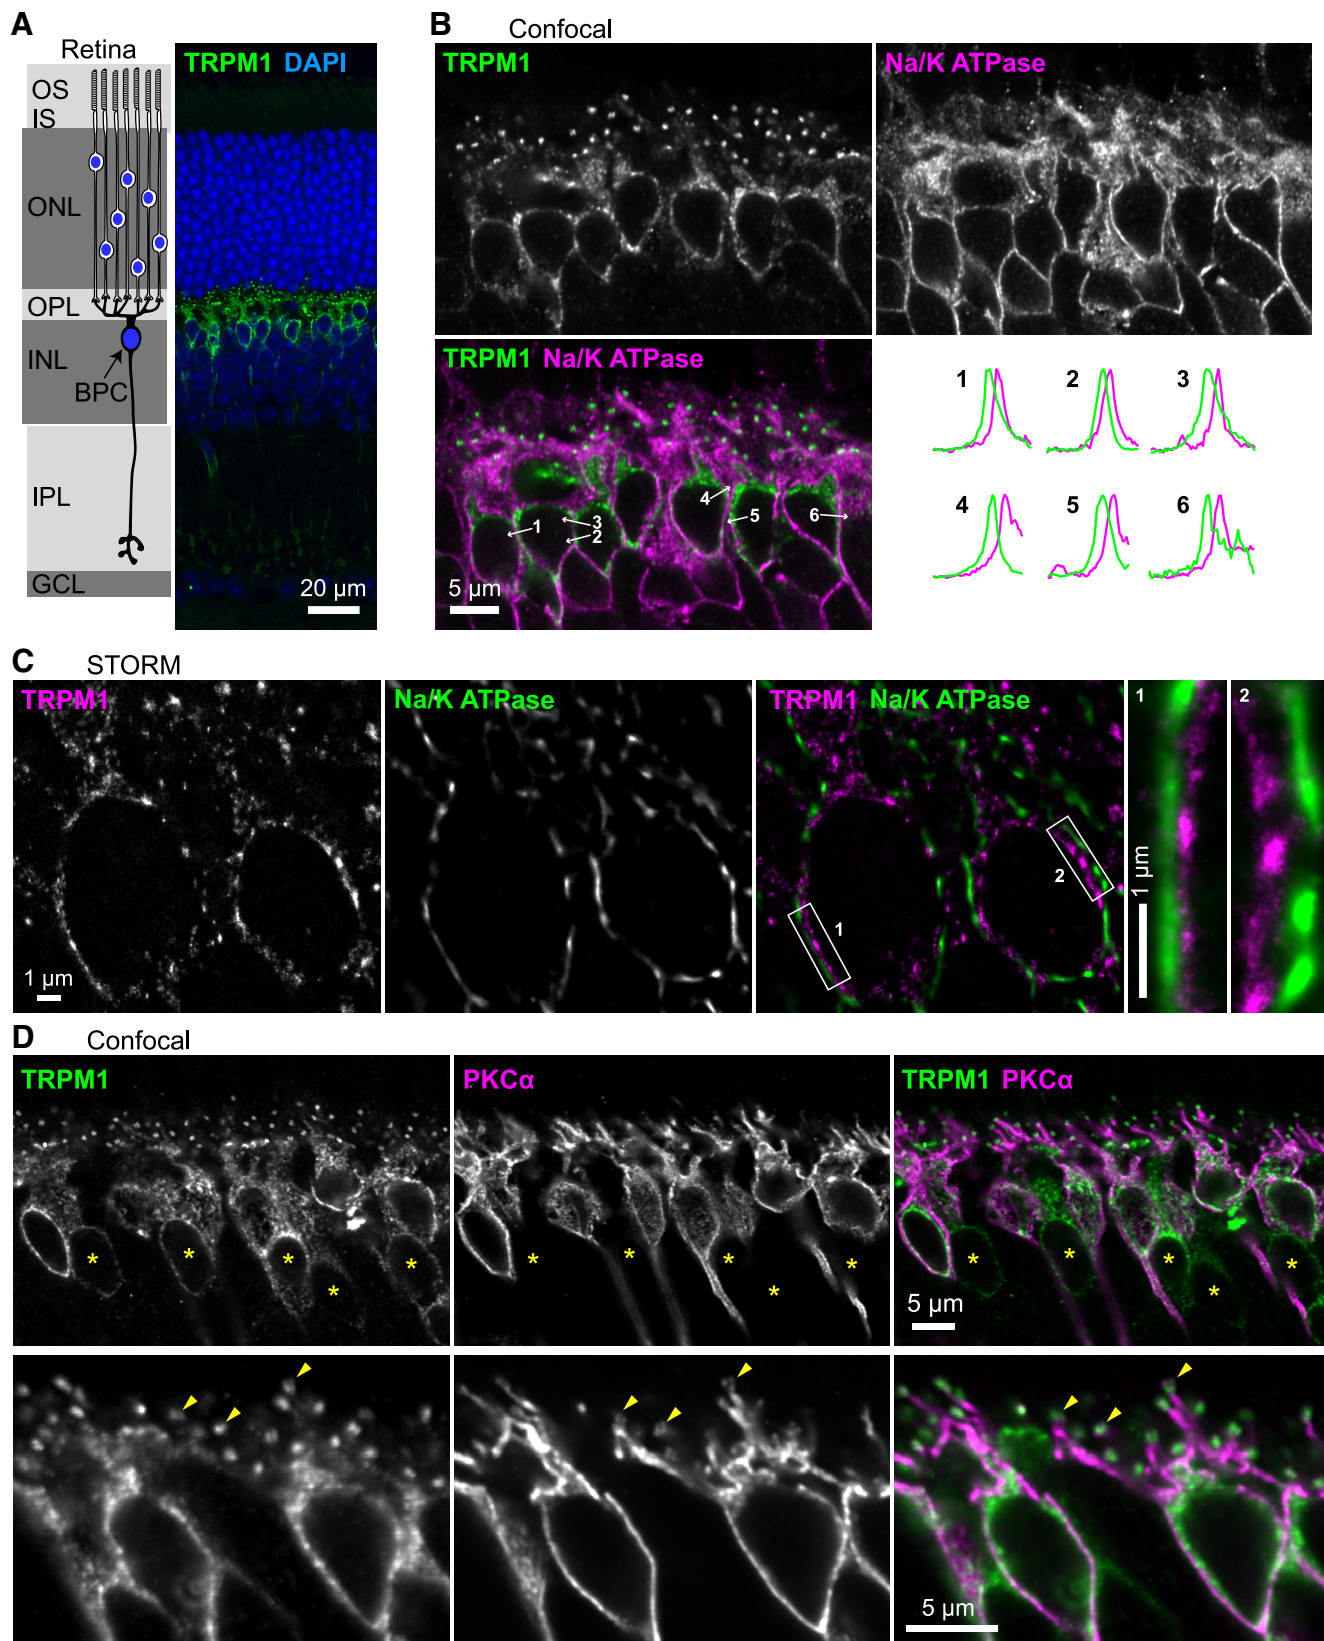 A
Retina
OS
IS
ONL
OPL
INL
BPC
IPL
GCL
TRPM1 DAPI
20 µm
B
Confocal
TRPM1
Na/K ATPase
TRPM1 Na/K ATPase
4
1
3
2
5
6
5 µm
1 2 3
4 5 6
C
STORM
TRPM1
1 µm
Na/K ATPase
TRPM1 Na/K ATPase
2
1
1
1 µm
2
D
Confocal
TRPM1
* * * * *
PKCα
* * * * *
TRPM1 PKCα
* * * * *
5 µm
5 µm